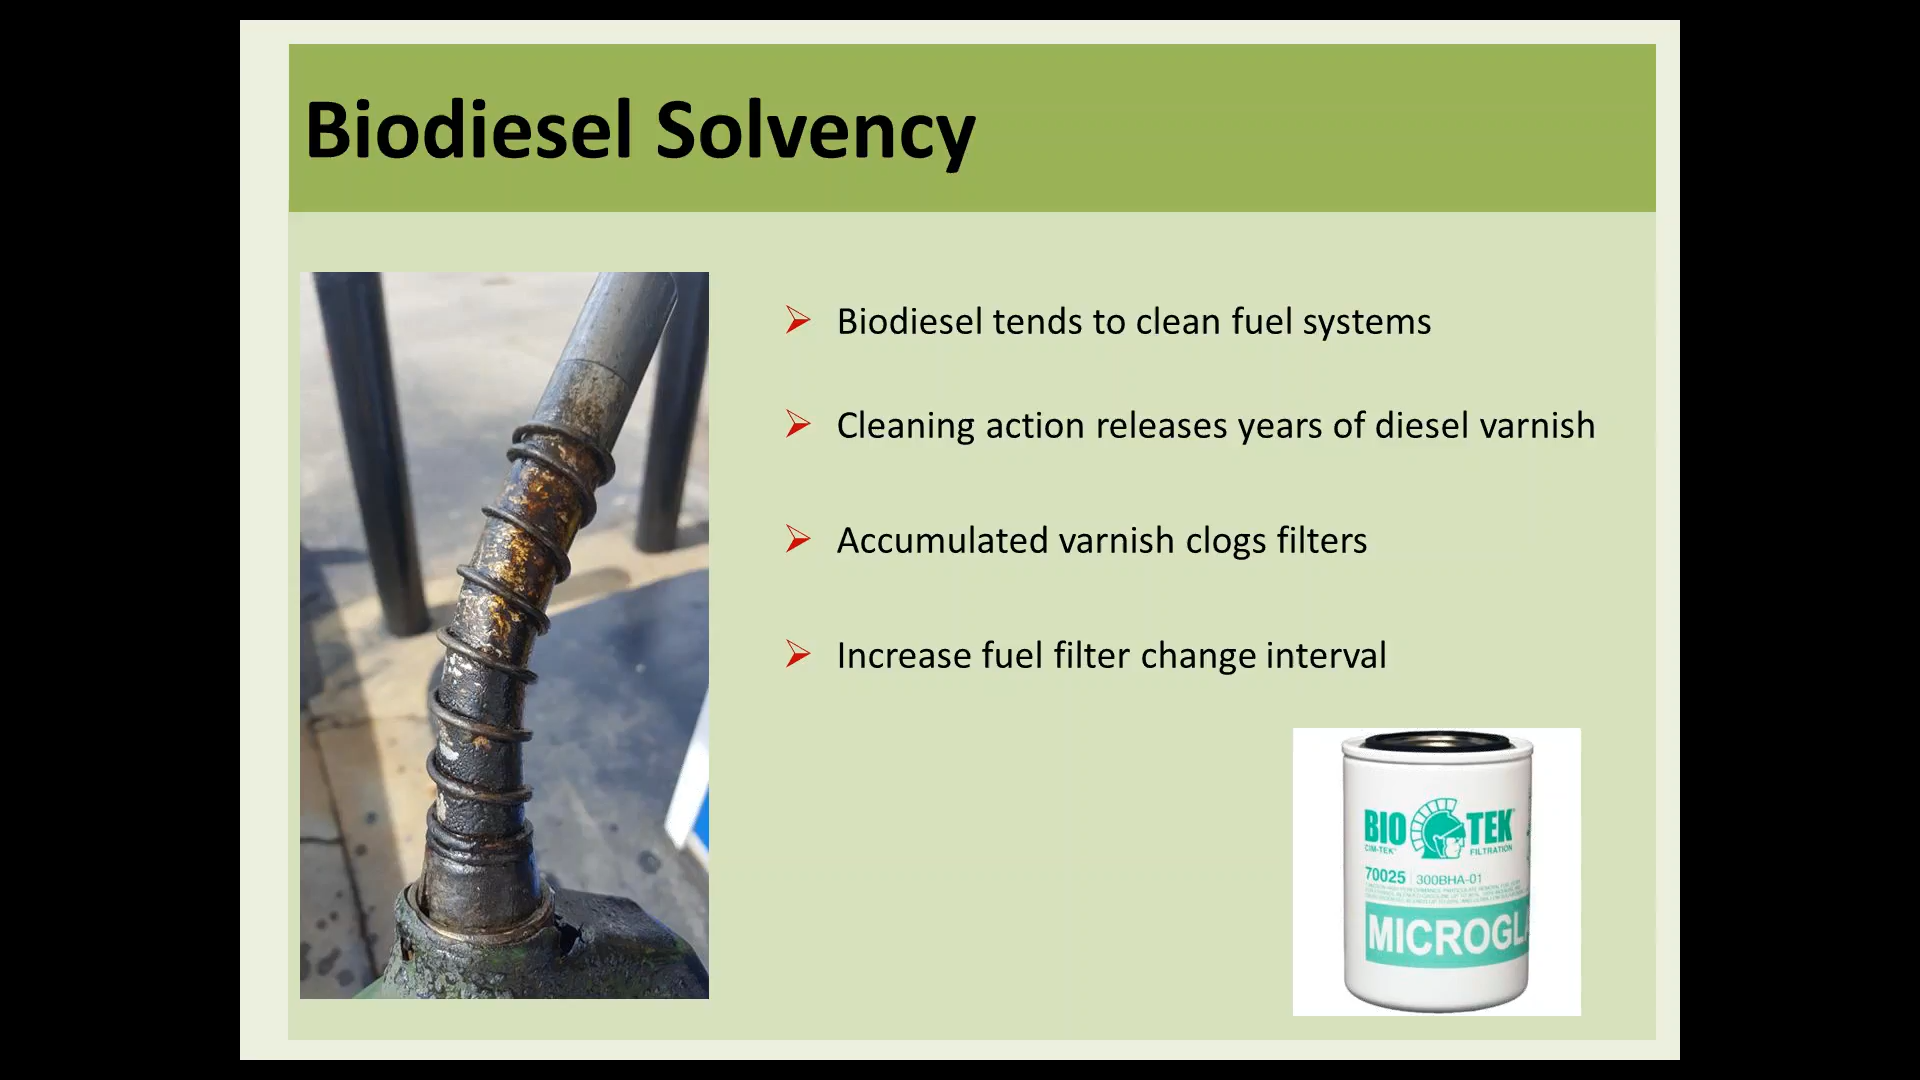 Biodiesel Solvency
Biodiesel tends to clean fuel systems
Cleaning action releases years of diesel varnish
Accumulated varnish clogs filters
Increase fuel filter change interval
BIO TEK
CIM-TEK FILTRATION
70025 | 300BHA-01
MICROGL